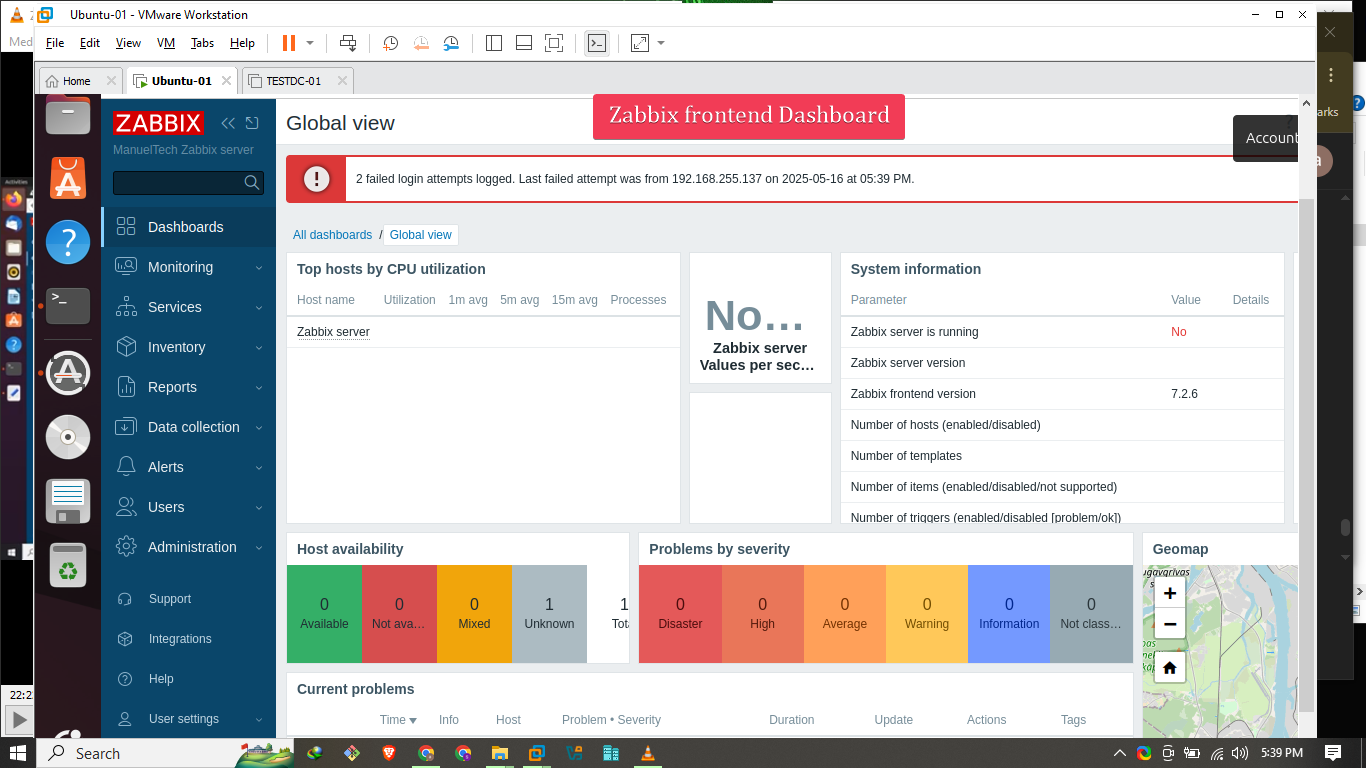 Ubuntu-01 - VMware Workstation
Med
File Edit View VM Tabs Help
Home Ubuntu-01 TESTDC-01
arks
ZABBIX
ManuelTech Zabbix server
Global view
Zabbix frontend Dashboard
Account
a
2 failed login attempts logged. Last failed attempt was from 192.168.255.137 on 2025-05-16 at 05:39 PM.
Dashboards
Monitoring
Services
Inventory
Reports
Data collection
Alerts
Users
Administration
Support
Integrations
Help
User settings
All dashboards / Global view
Top hosts by CPU utilization
Host name Utilization 1m avg 5m avg 15m avg Processes
Zabbix server
No…
Zabbix server
Values per sec…
System information
Parameter Value Details
Zabbix server is running No
Zabbix server version
Zabbix frontend version 7.2.6
Number of hosts (enabled/disabled)
Number of templates
Number of items (enabled/disabled/not supported)
Number of triggers (enabled/disabled [problem/ok])
Host availability
0 0 0 1 1
Available Not ava… Mixed Unknown Tota
Problems by severity
0 0 0 0 0 0
Disaster High Average Warning Information Not class…
Geomap
+
−
Current problems
Time Info Host Problem • Severity Duration Update Actions Tags
22:2
Search
5:39 PM